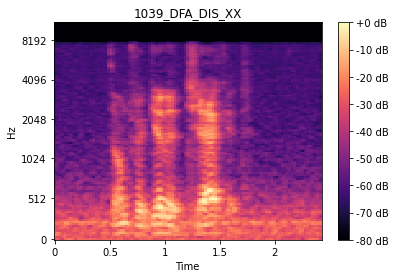 1039_DFA_DIS_XX
+0 dB
8192
-10 dB
4096
-20 dB
-30 dB
2048
Hz
-40 dB
1024
-50 dB
512
-60 dB
-70 dB
0
-80 dB
0
0.5
1
1.5
2
Time